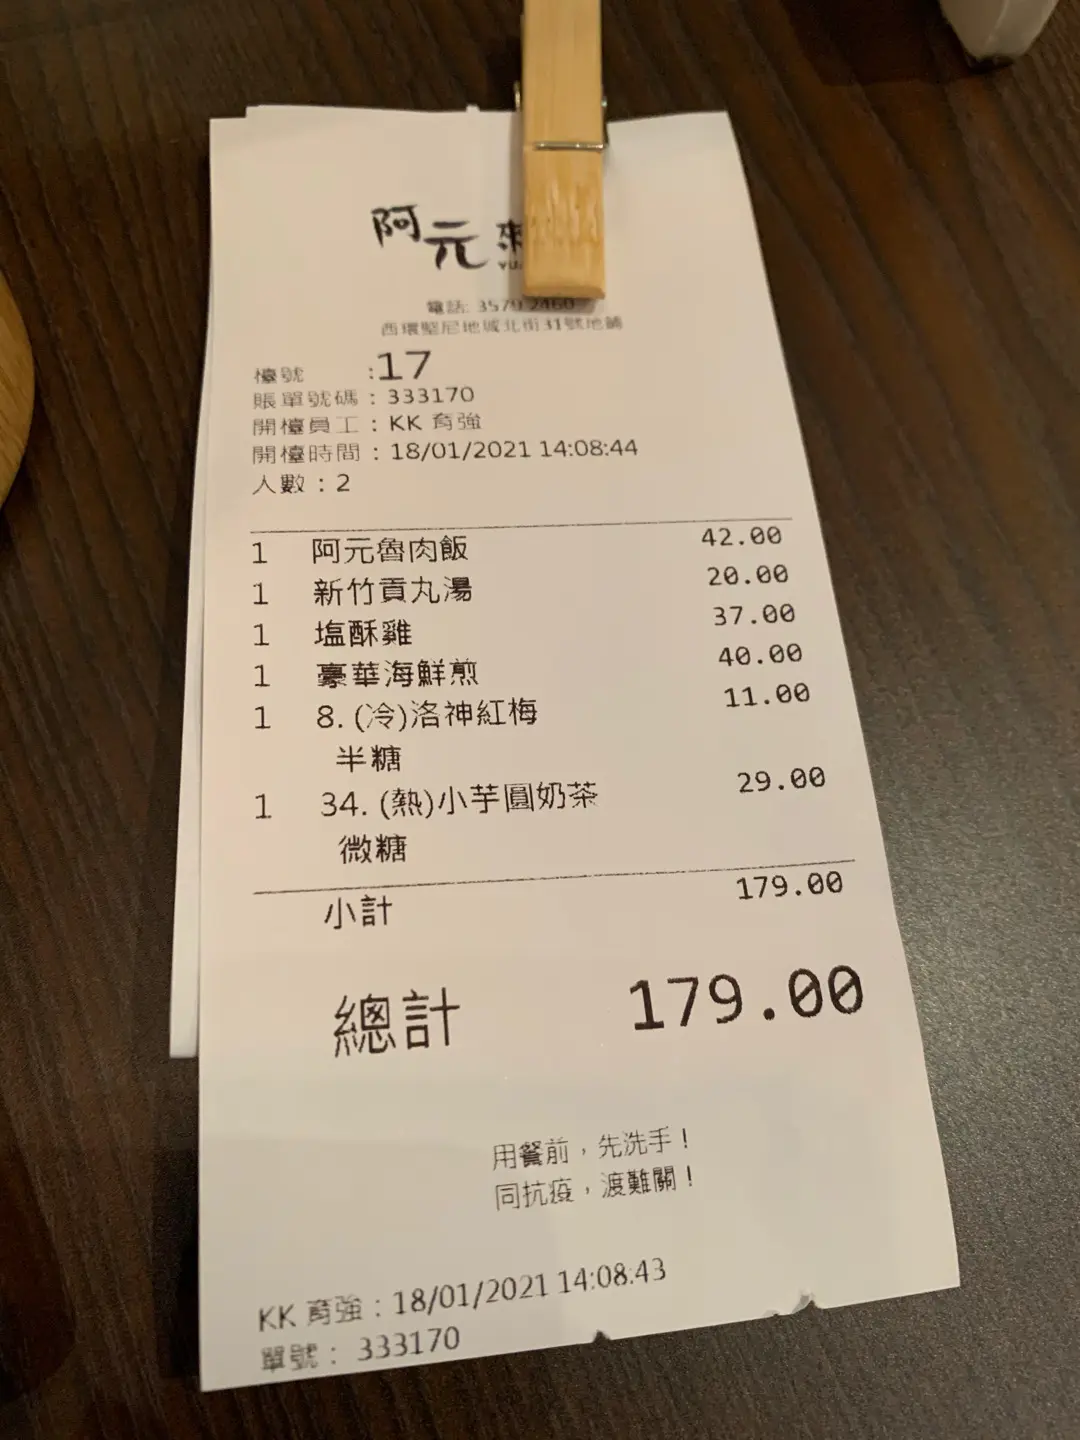 阿元
電話: 3579 2460
西環堅尼地城北街31號地舖
檯號 :17
賬單號碼 : 333170
開檯員工 : KK 育強
開檯時間 : 18/01/2021 14:08:44
人數 : 2
1 阿元魯肉飯 42.00
1 新竹貢丸湯 20.00
1 塩酥雞 37.00
1 豪華海鮮煎 40.00
1 8. (冷)洛神紅梅 11.00
半糖
1 34. (熱)小芋圓奶茶 29.00
微糖
小計 179.00
總計 179.00
用餐前，先洗手！
同抗疫，渡難關！
KK 育強 : 18/01/2021 14:08:43
單號 : 333170